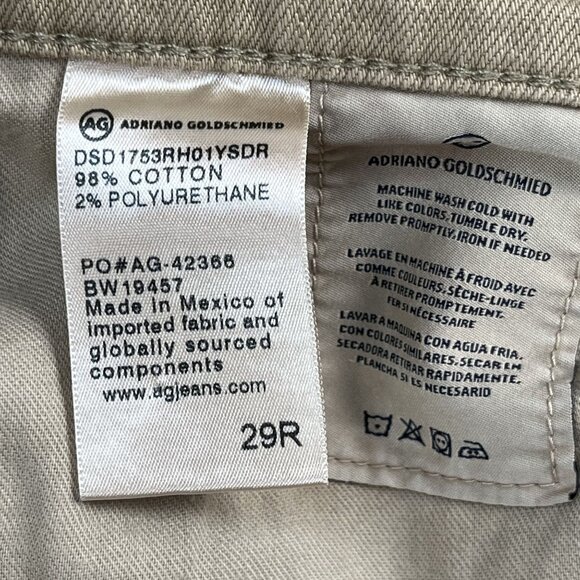 AG ADRIANO GOLDSCHMIED
DSD1753RH01YSDR
98% COTTON
2% POLYURETHANE
PO#AG-42366
BW19457
Made In Mexico of
imported fabric and
globally sourced
components
www.agjeans.com
29R
ADRIANO GOLDSCHMIED
MACHINE WASH COLD WITH
LIKE COLORS. TUMBLE DRY.
REMOVE PROMPTLY. IRON IF NEEDED
LAVAGE EN MACHINE À FROID AVEC
COMME COULEURS. SÈCHE-LINGE
À RETIRER PROMPTEMENT.
FER SI NÉCESSAIRE
LAVAR A MAQUINA CON AGUA FRIA.
CON COLORES SIMILARES. SECAR EN
SECADORA RETIRAR RAPIDAMENTE.
PLANCHA SI ES NECESARIO